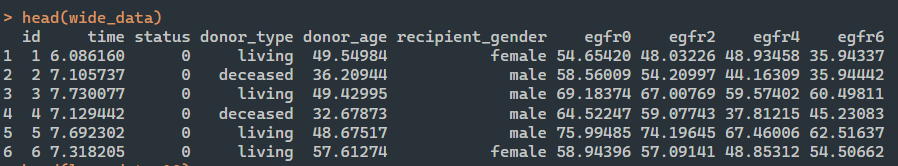 > head(wide_data)
id time status donor_type donor_age recipient_gender egfr0 egfr2 egfr4 egfr6
1 1 6.086160 0 living 49.54984 female 54.65420 48.03226 48.93458 35.94337
2 2 7.105737 0 deceased 36.20944 male 58.56009 54.20997 44.16309 35.94442
3 3 7.730077 0 living 49.42995 male 69.18374 67.00769 59.57402 60.49811
4 4 7.129442 0 deceased 32.67873 male 64.52247 59.07743 37.81215 45.23083
5 5 7.692302 0 living 48.67517 male 75.99485 74.19645 67.46006 62.51637
6 6 7.318205 0 living 57.61274 female 58.94396 57.09141 48.85312 54.50662